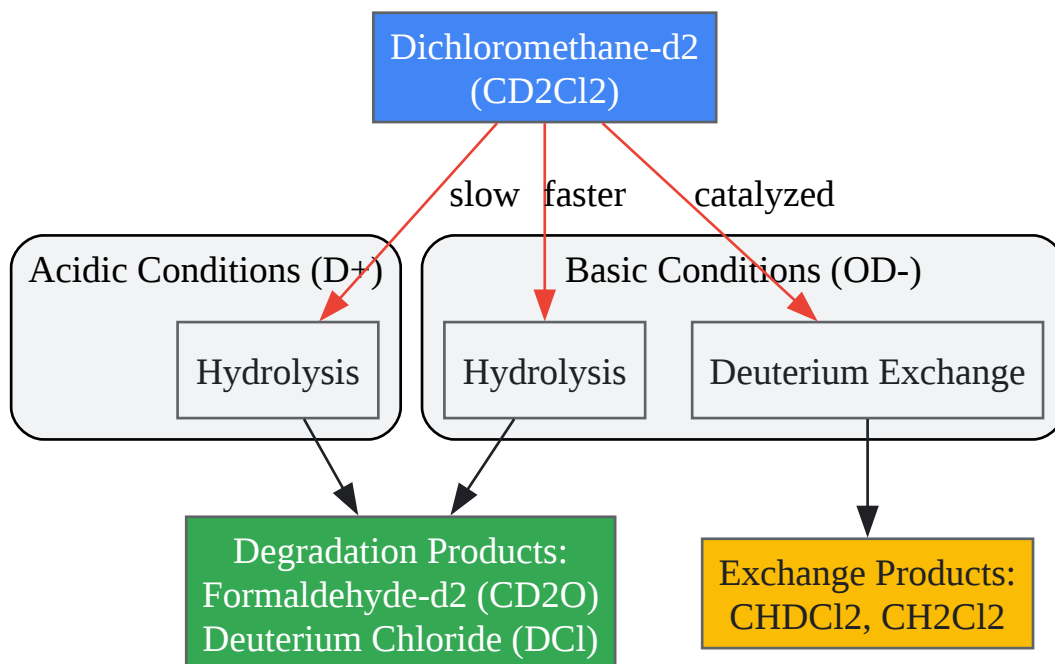 Dichloromethane-d2
(CD2Cl2)
slow
faster
catalyzed
Acidic Conditions (D+)
Basic Conditions (OD-)
Hydrolysis
Hydrolysis
Deuterium Exchange
Degradation Products:
Formaldehyde-d2 (CD2O)
Deuterium Chloride (DCl)
Exchange Products:
CHDCl2, CH2Cl2